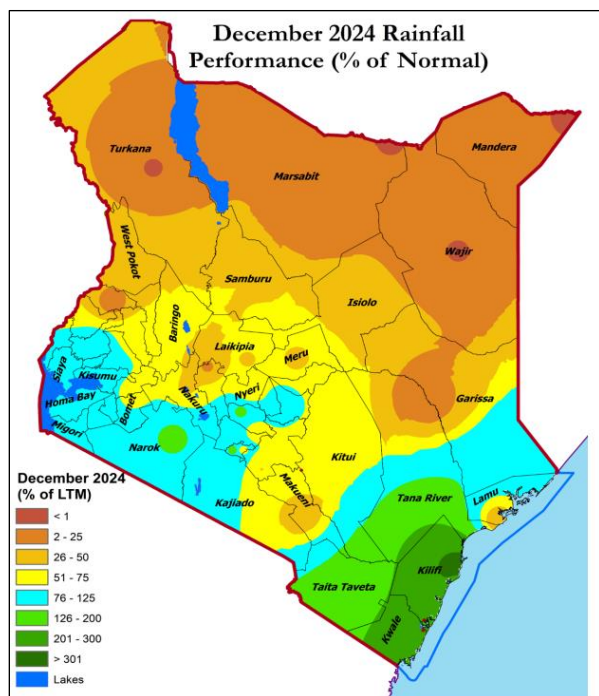 December 2024 Rainfall
Performance (% of Normal)
Turkana
Marsabit
Mandera
Wajir
West Pokot
Samburu
Isiolo
Baringo
Laikipia
Meru
Siaya
Kisumu
Homa Bay
Migori
Bomet
Nakuru
Nyeri
Garissa
Narok
Kitui
Makueni
Kajiado
Tana River
Lamu
Kilifi
Taita Taveta
Kwale
December 2024
(% of LTM)
< 1
2 - 25
26 - 50
51 - 75
76 - 125
126 - 200
201 - 300
> 301
Lakes